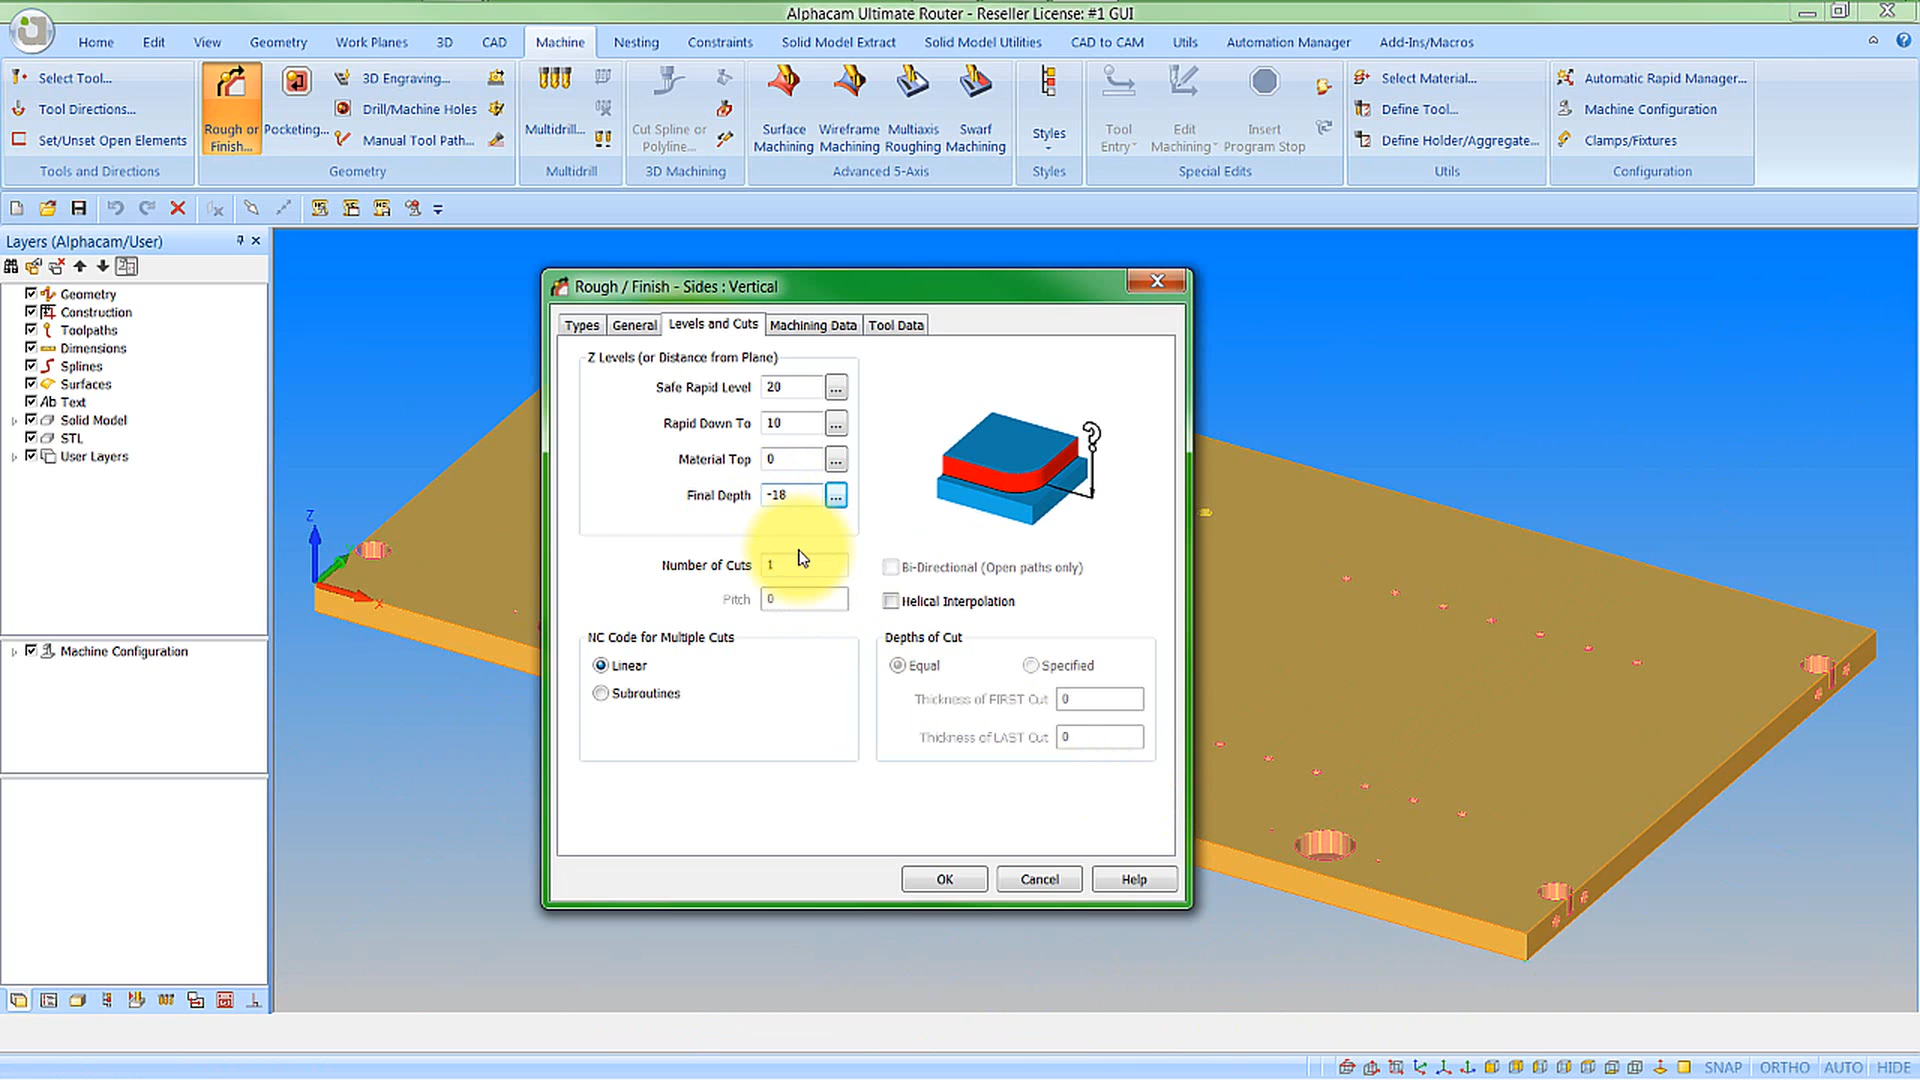 Alphacam Ultimate Router - Reseller License: #1 GUI
Home Edit View Geometry Work Planes 3D CAD Machine Nesting Constraints Solid Model Extract Solid Model Utilities CAD to CAM Utils Automation Manager Add-Ins/Macros
Select Tool...
Tool Directions...
Set/Unset Open Elements
Tools and Directions
Rough or
Finish...
Pocketing...
3D Engraving...
Drill/Machine Holes
Manual Tool Path...
Geometry
Multidrill...
Multidrill
Cut Spline or
Polyline...
3D Machining
Surface
Machining
Wireframe
Machining
Multiaxis
Roughing
Swarf
Machining
Advanced 5-Axis
Styles
Styles
Tool
Entry
Edit
Machining
Insert
Program Stop
Special Edits
Select Material...
Define Tool...
Define Holder/Aggregate...
Utils
Automatic Rapid Manager...
Machine Configuration
Clamps/Fixtures
Configuration
Layers (Alphacam/User)
Geometry
Construction
Toolpaths
Dimensions
Splines
Surfaces
Ab Text
Solid Model
STL
User Layers
Machine Configuration
Z
X
Rough / Finish - Sides : Vertical
Types General Levels and Cuts Machining Data Tool Data
Z Levels (or Distance from Plane)
Safe Rapid Level 20 ...
Rapid Down To 10 ...
Material Top 0 ...
Final Depth -18 ...
Number of Cuts 1
Pitch 0
Bi-Directional (Open paths only)
Helical Interpolation
NC Code for Multiple Cuts
Linear
Subroutines
Depths of Cut
Equal Specified
Thickness of FIRST Cut 0
Thickness of LAST Cut 0
OK Cancel Help
SNAP ORTHO AUTO HIDE